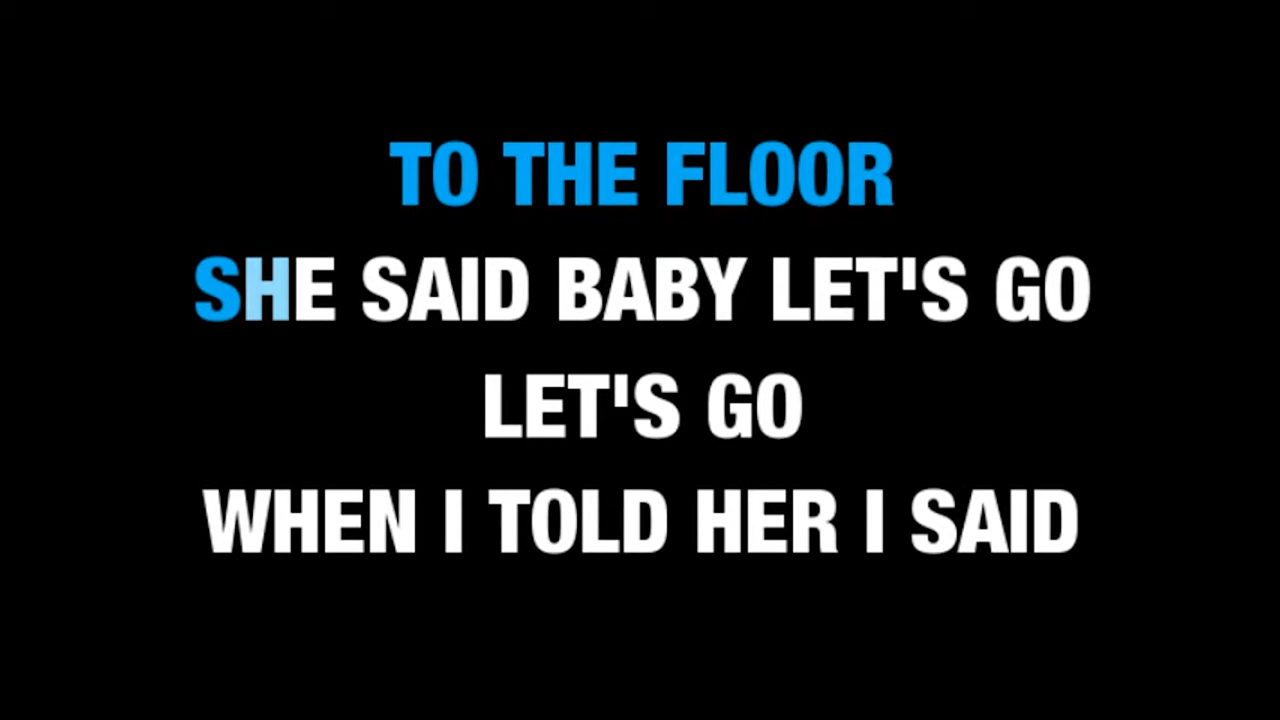 TO THE FLOOR
SHE SAID BABY LET'S GO
LET'S GO
WHEN I TOLD HER I SAID